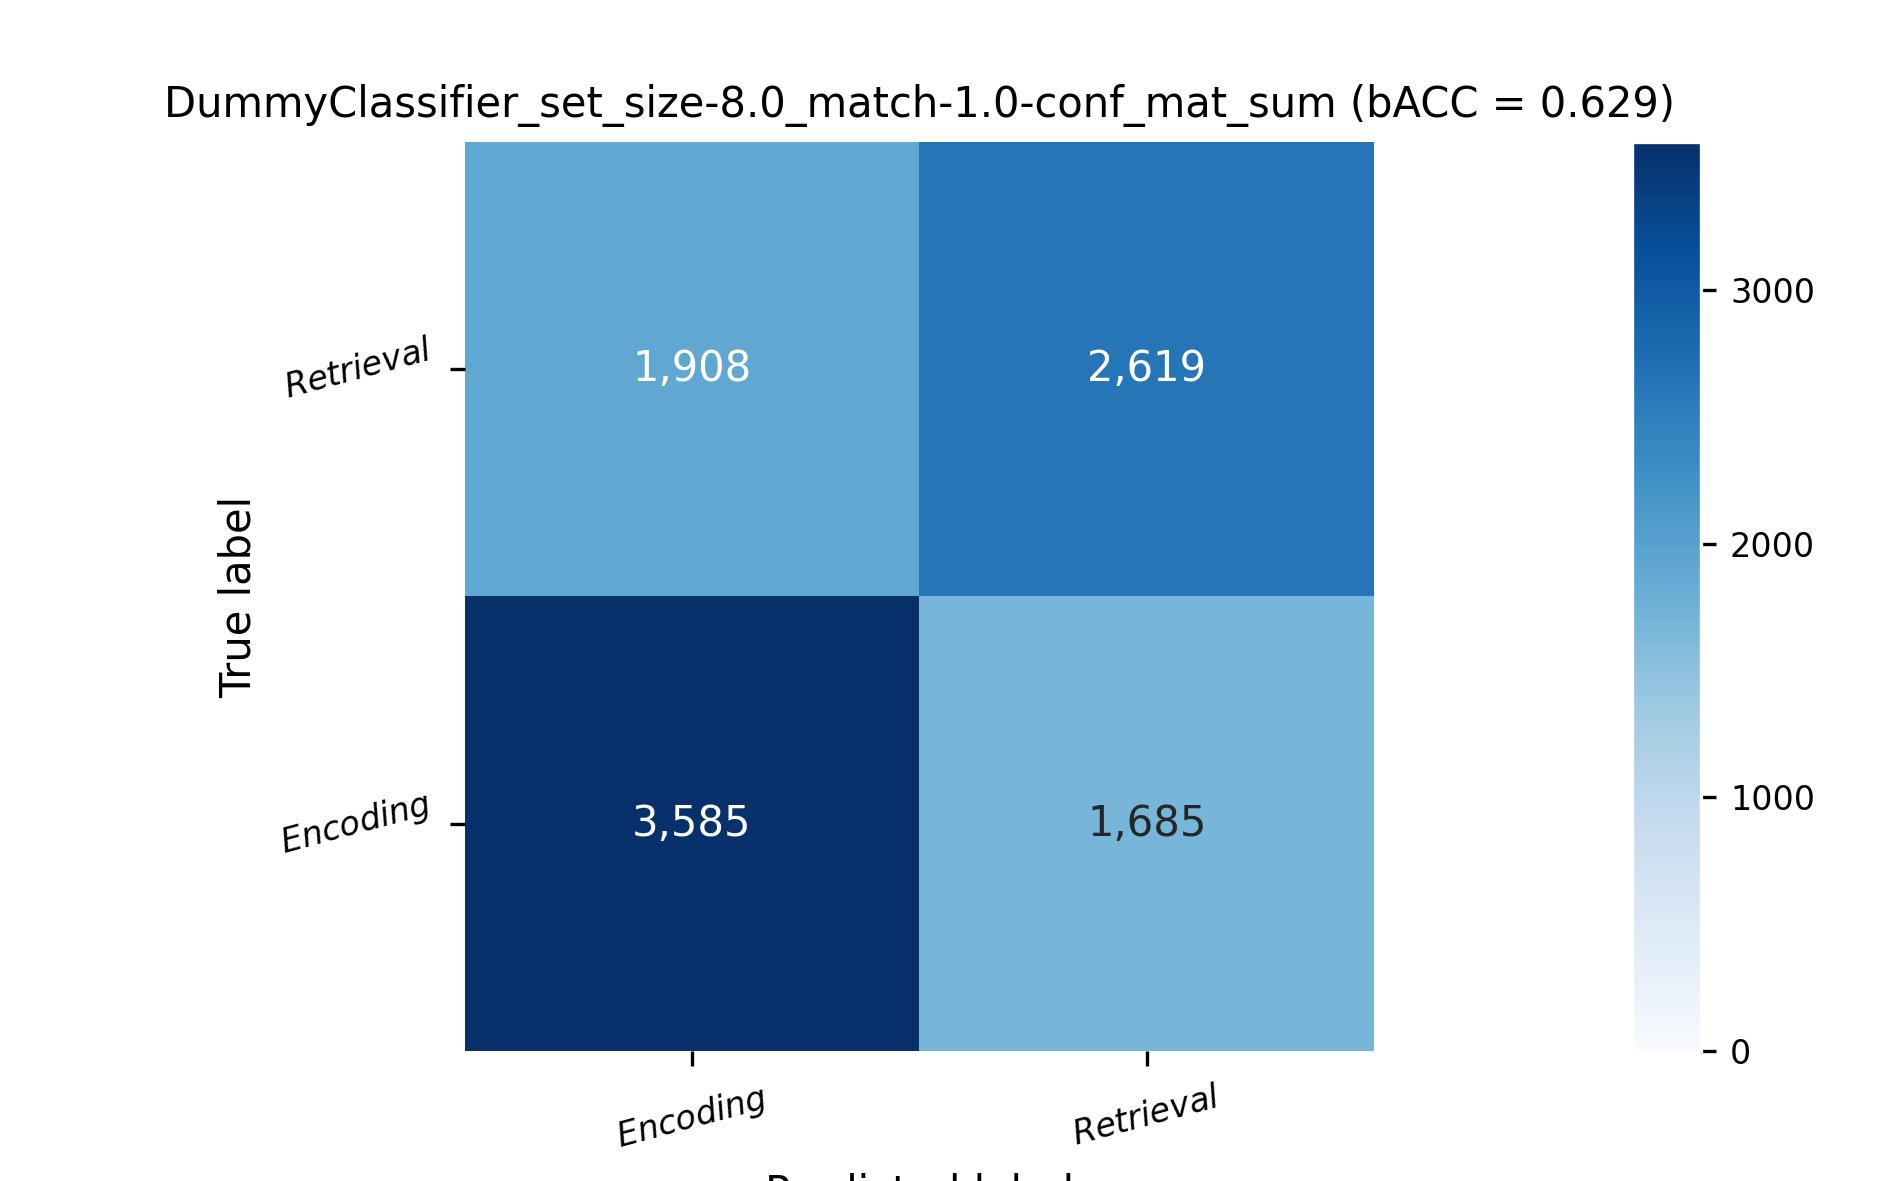 DummyClassifier_set_size-8.0_match-1.0-conf_mat_sum (bACC = 0.629)
3000
Retrieval
1,908 2,619
2000
True label
1000
Encoding
3,585 1,685
0
Encoding Retrieval